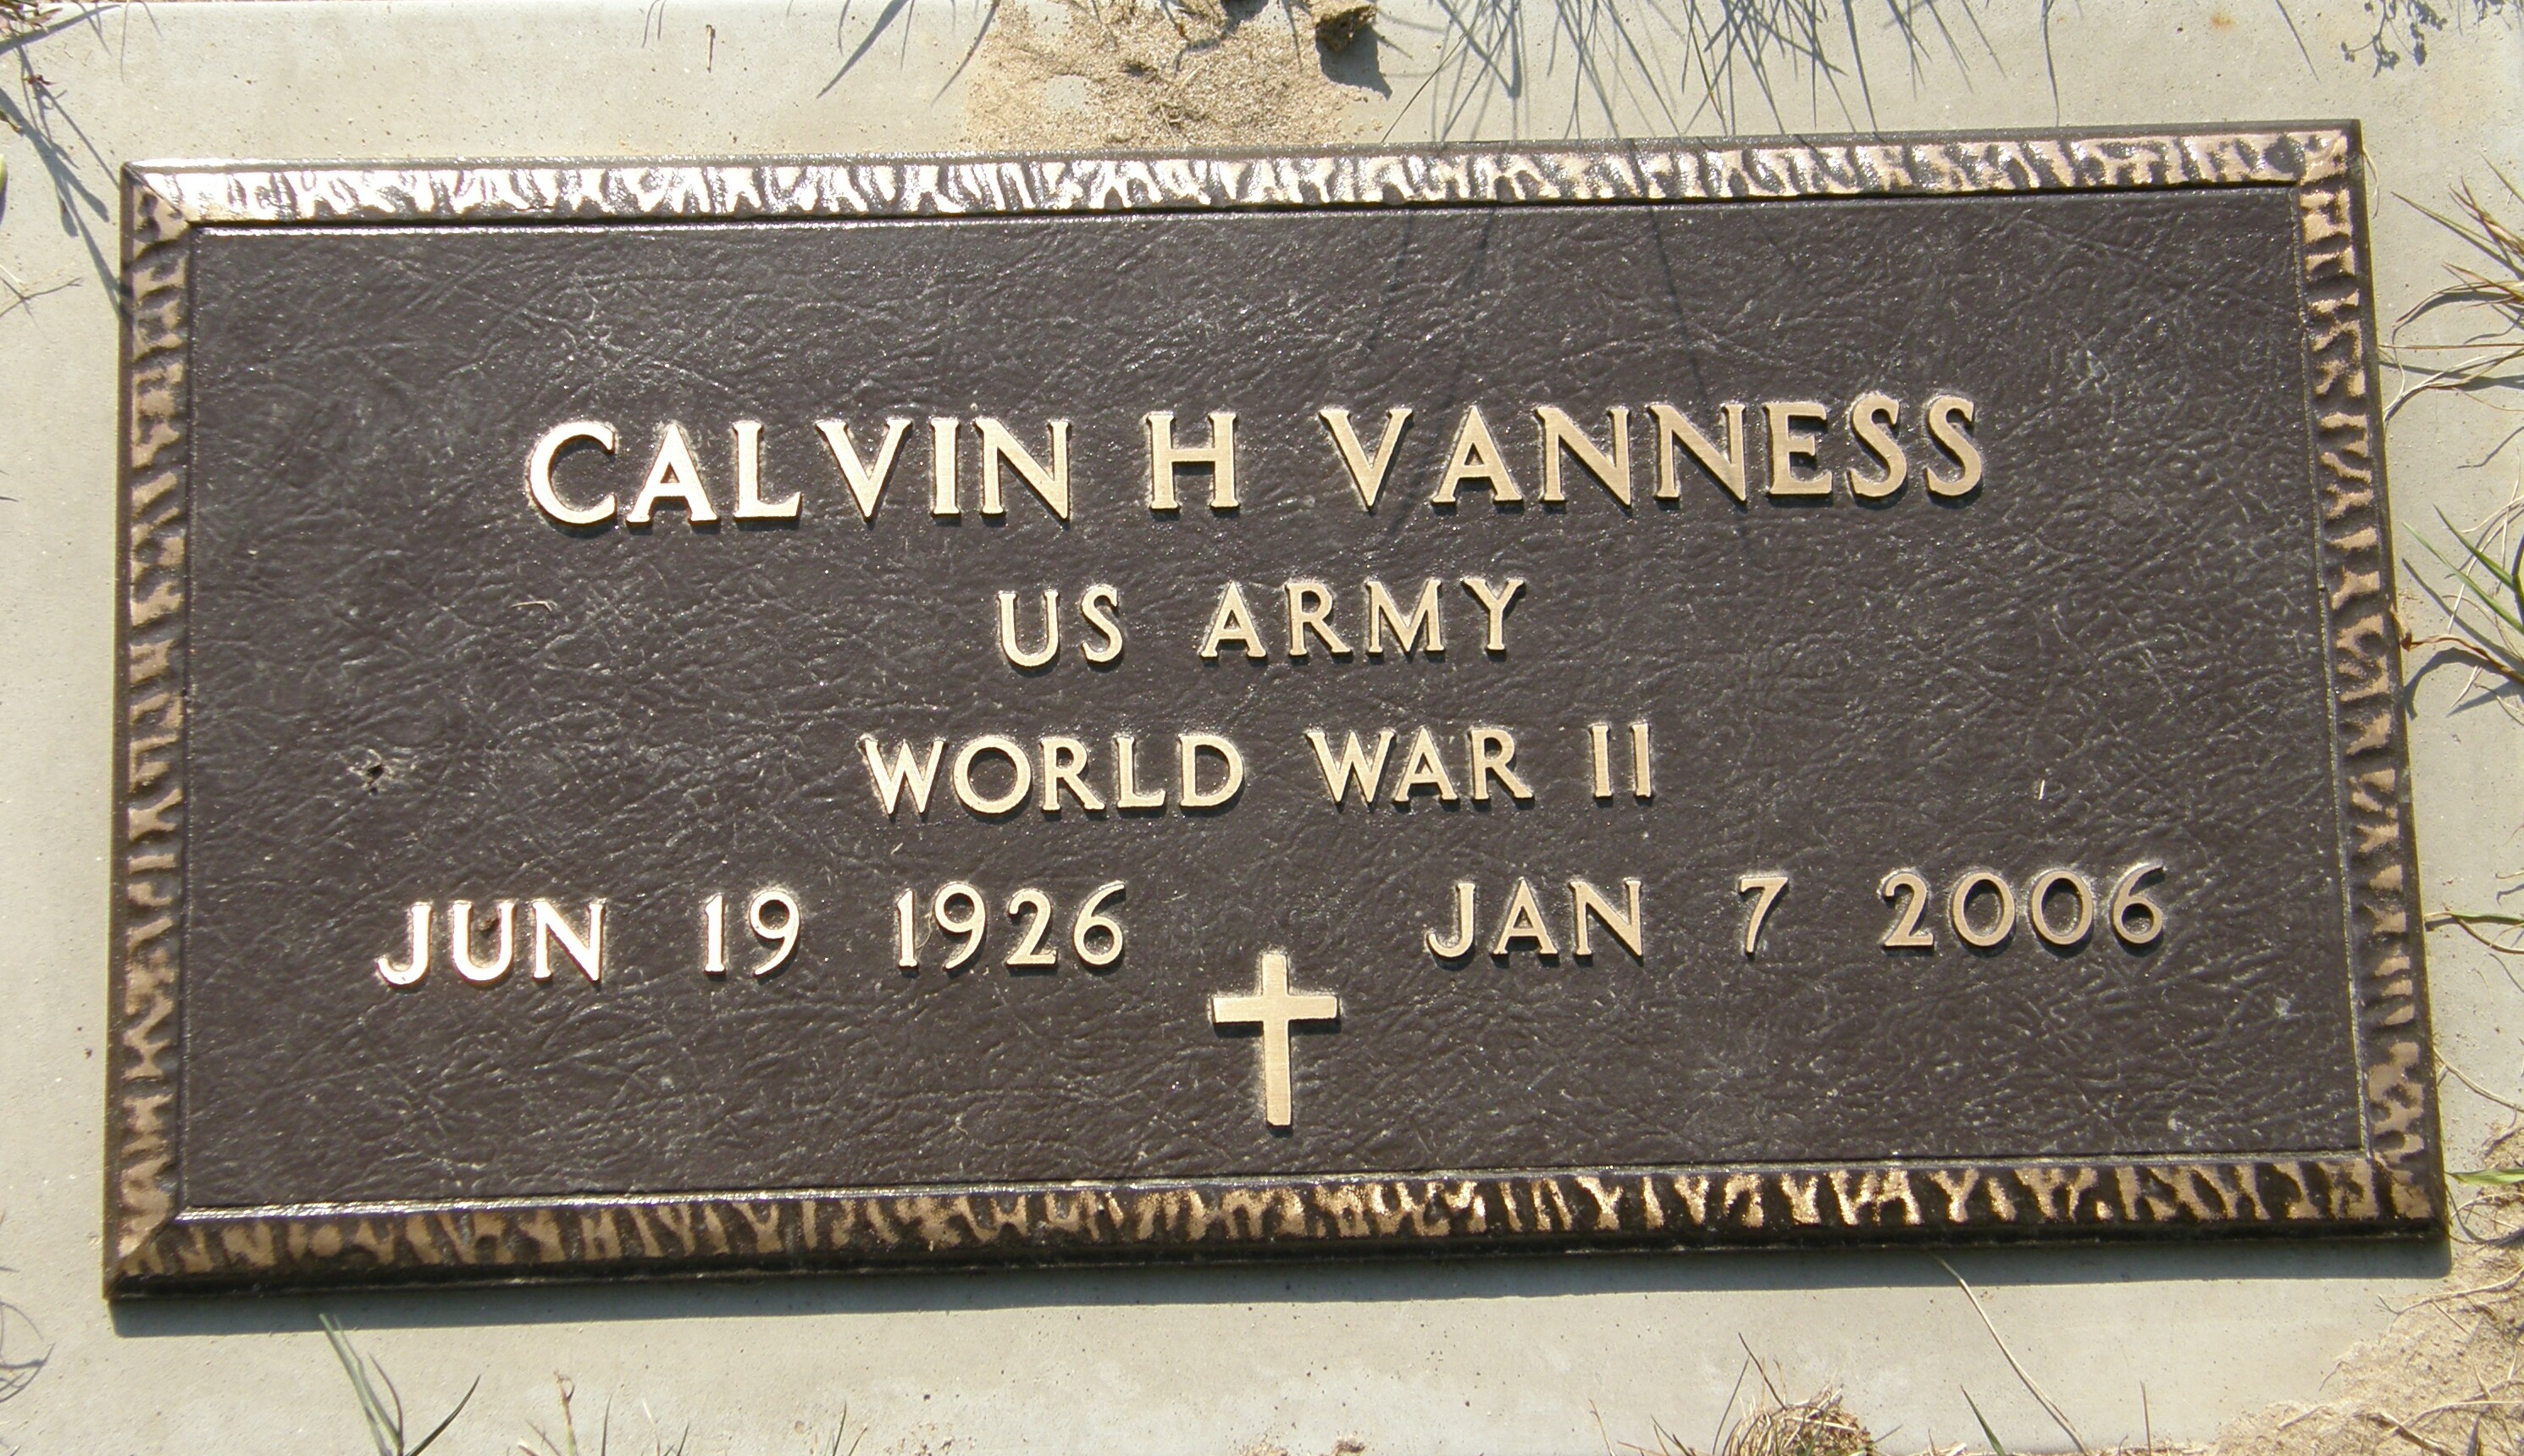 CALVIN H VANNESS
US ARMY
WORLD WAR II
JUN 19 1926 JAN 7 2006